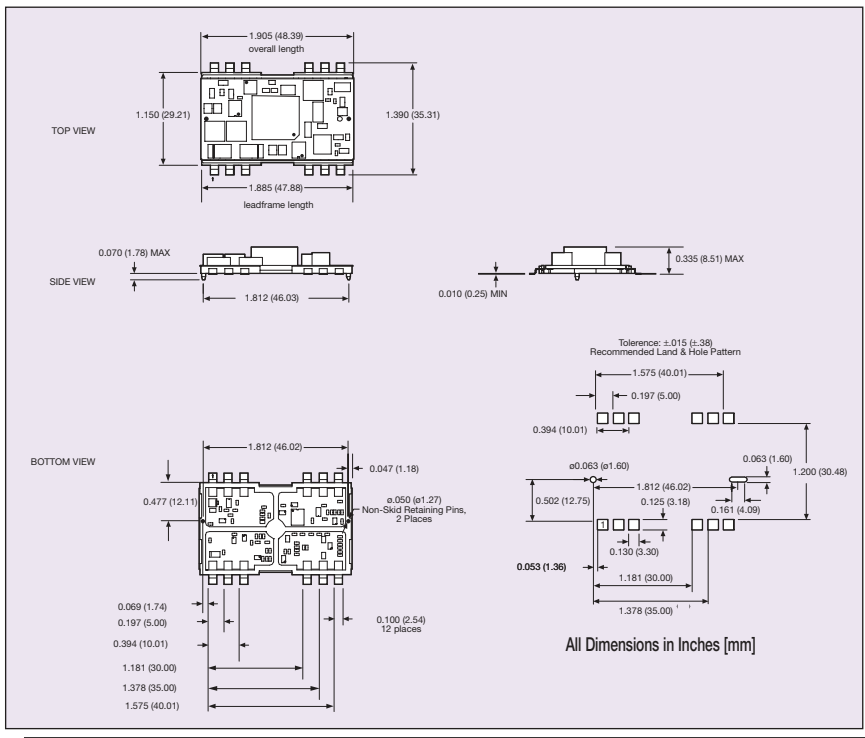 1.905 (48.39)
overall length
1.150 (29.21)
1.390 (35.31)
TOP VIEW
1
1.885 (47.88)
leadframe length
0.070 (1.78) MAX
0.335 (8.51) MAX
SIDE VIEW
1.812 (46.03)
0.010 (0.25) MIN
Tolerence: ±.015 (±.38)
Recommended Land & Hole Pattern
1.575 (40.01)
0.197 (5.00)
0.394 (10.01)
BOTTOM VIEW
1.812 (46.02)
0.047 (1.18)
ø0.063 (ø1.60)
0.063 (1.60)
1.200 (30.48)
1.812 (46.02)
0.477 (12.11)
ø.050 (ø1.27)
Non-Skid Retaining Pins,
2 Places
0.502 (12.75)
0.125 (3.18)
0.161 (4.09)
1
0.130 (3.30)
0.053 (1.36)
1.181 (30.00)
1.378 (35.00)
0.069 (1.74)
0.197 (5.00)
0.100 (2.54)
12 places
0.394 (10.01)
1.181 (30.00)
1.378 (35.00)
1.575 (40.01)
All Dimensions in Inches [mm]